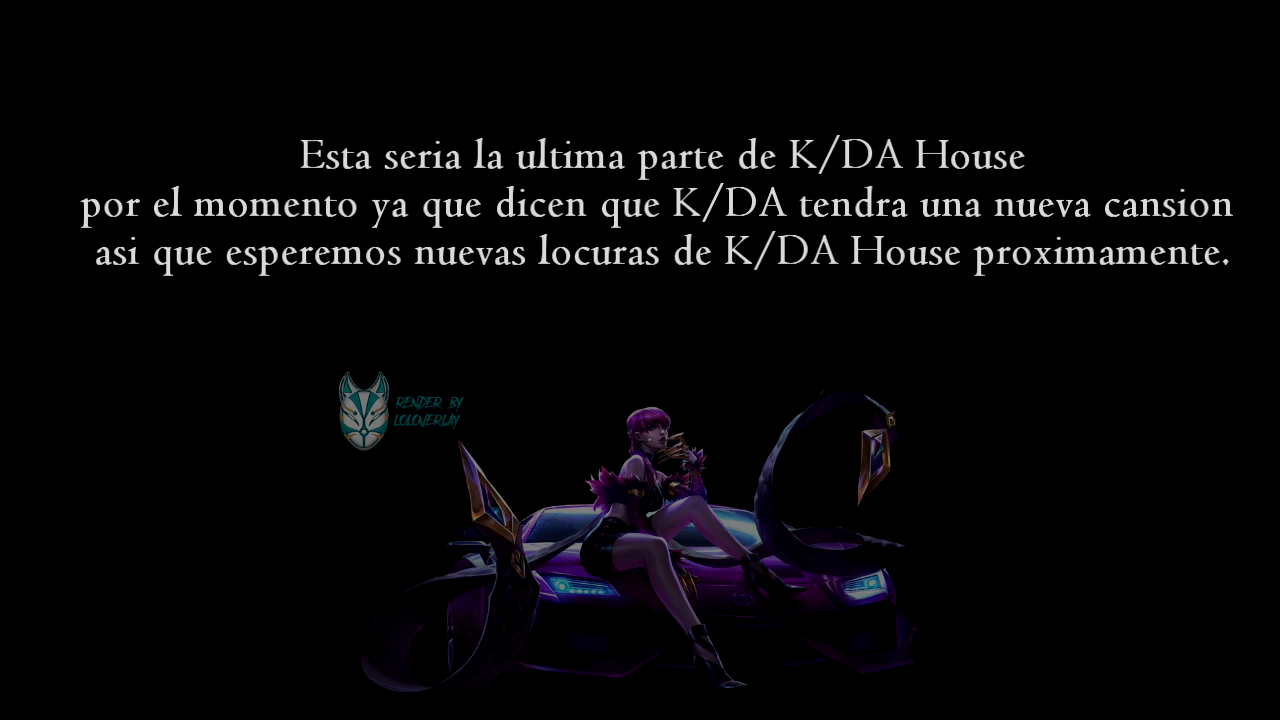 Esta seria la ultima parte de K/DA House
por el momento ya que dicen que K/DA tendra una nueva cansion
asi que esperemos nuevas locuras de K/DA House proximamente.
RENDER BY
LOLOVERLAY